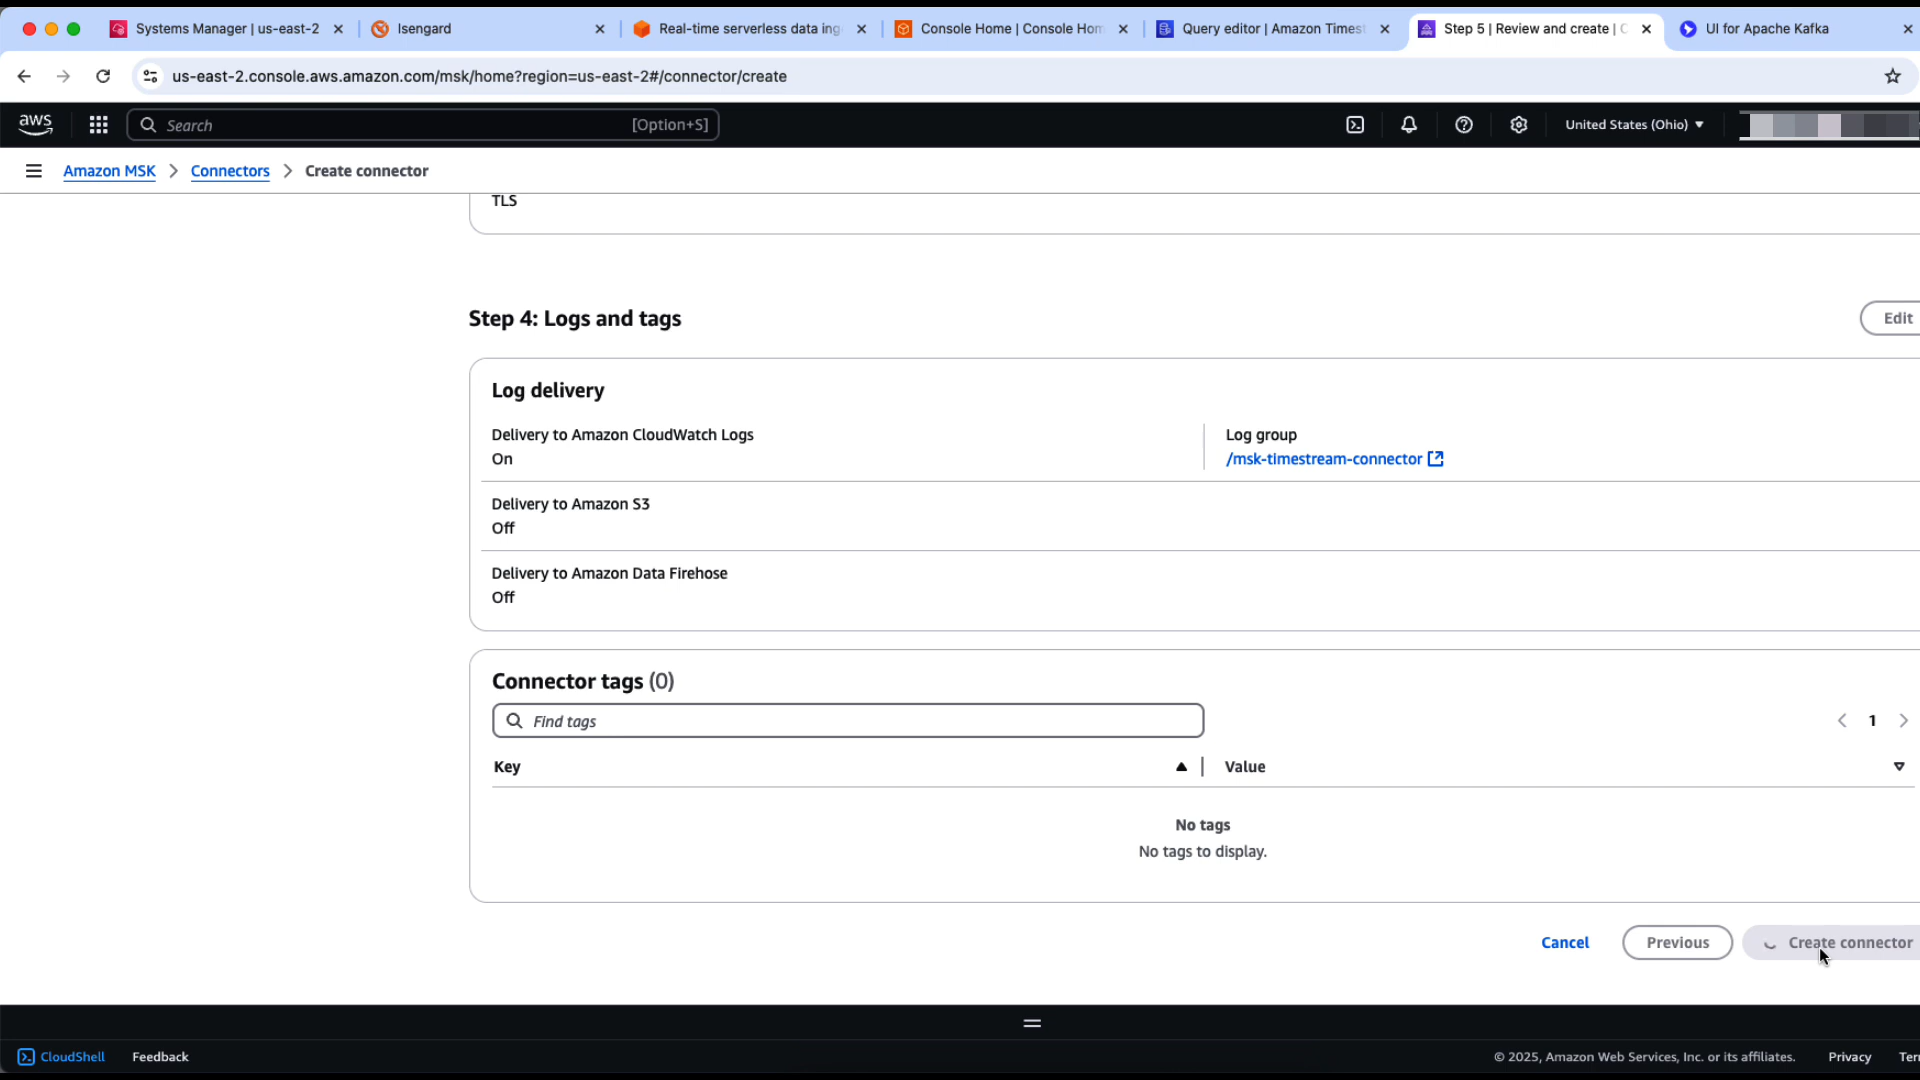 Systems Manager | us-east-2
Isengard
Real-time serverless data ing
Console Home | Console Hom
Query editor | Amazon Timest
Step 5 | Review and create | C
UI for Apache Kafka
us-east-2.console.aws.amazon.com/msk/home?region=us-east-2#/connector/create
aws
Search
[Option+S]
United States (Ohio)
Amazon MSK
Connectors
Create connector
TLS
Step 4: Logs and tags
Edit
Log delivery
Delivery to Amazon CloudWatch Logs
On
Log group
/msk-timestream-connector
Delivery to Amazon S3
Off
Delivery to Amazon Data Firehose
Off
Connector tags (0)
Find tags
1
Key
Value
No tags
No tags to display.
Cancel
Previous
Create connector
CloudShell
Feedback
© 2025, Amazon Web Services, Inc. or its affiliates.
Privacy
Ter